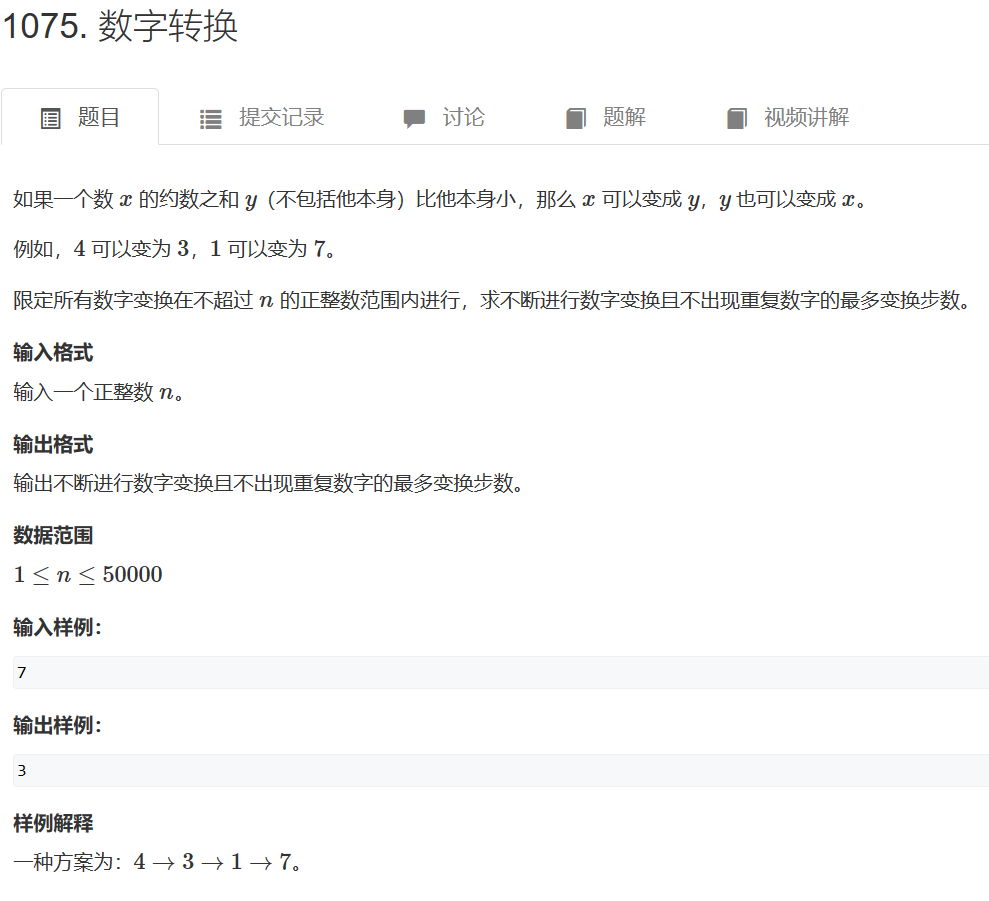 1075. 数字转换
题目 提交记录 讨论 题解 视频讲解
如果一个数 x 的约数之和 y（不包括他本身）比他本身小，那么 x 可以变成 y，y 也可以变成 x。
例如，4 可以变为 3，1 可以变为 7。
限定所有数字变换在不超过 n 的正整数范围内进行，求不断进行数字变换且不出现重复数字的最多变换步数。
输入格式
输入一个正整数 n。
输出格式
输出不断进行数字变换且不出现重复数字的最多变换步数。
数据范围
1 ≤ n ≤ 50000
输入样例：
7
输出样例：
3
样例解释
一种方案为：4 → 3 → 1 → 7。